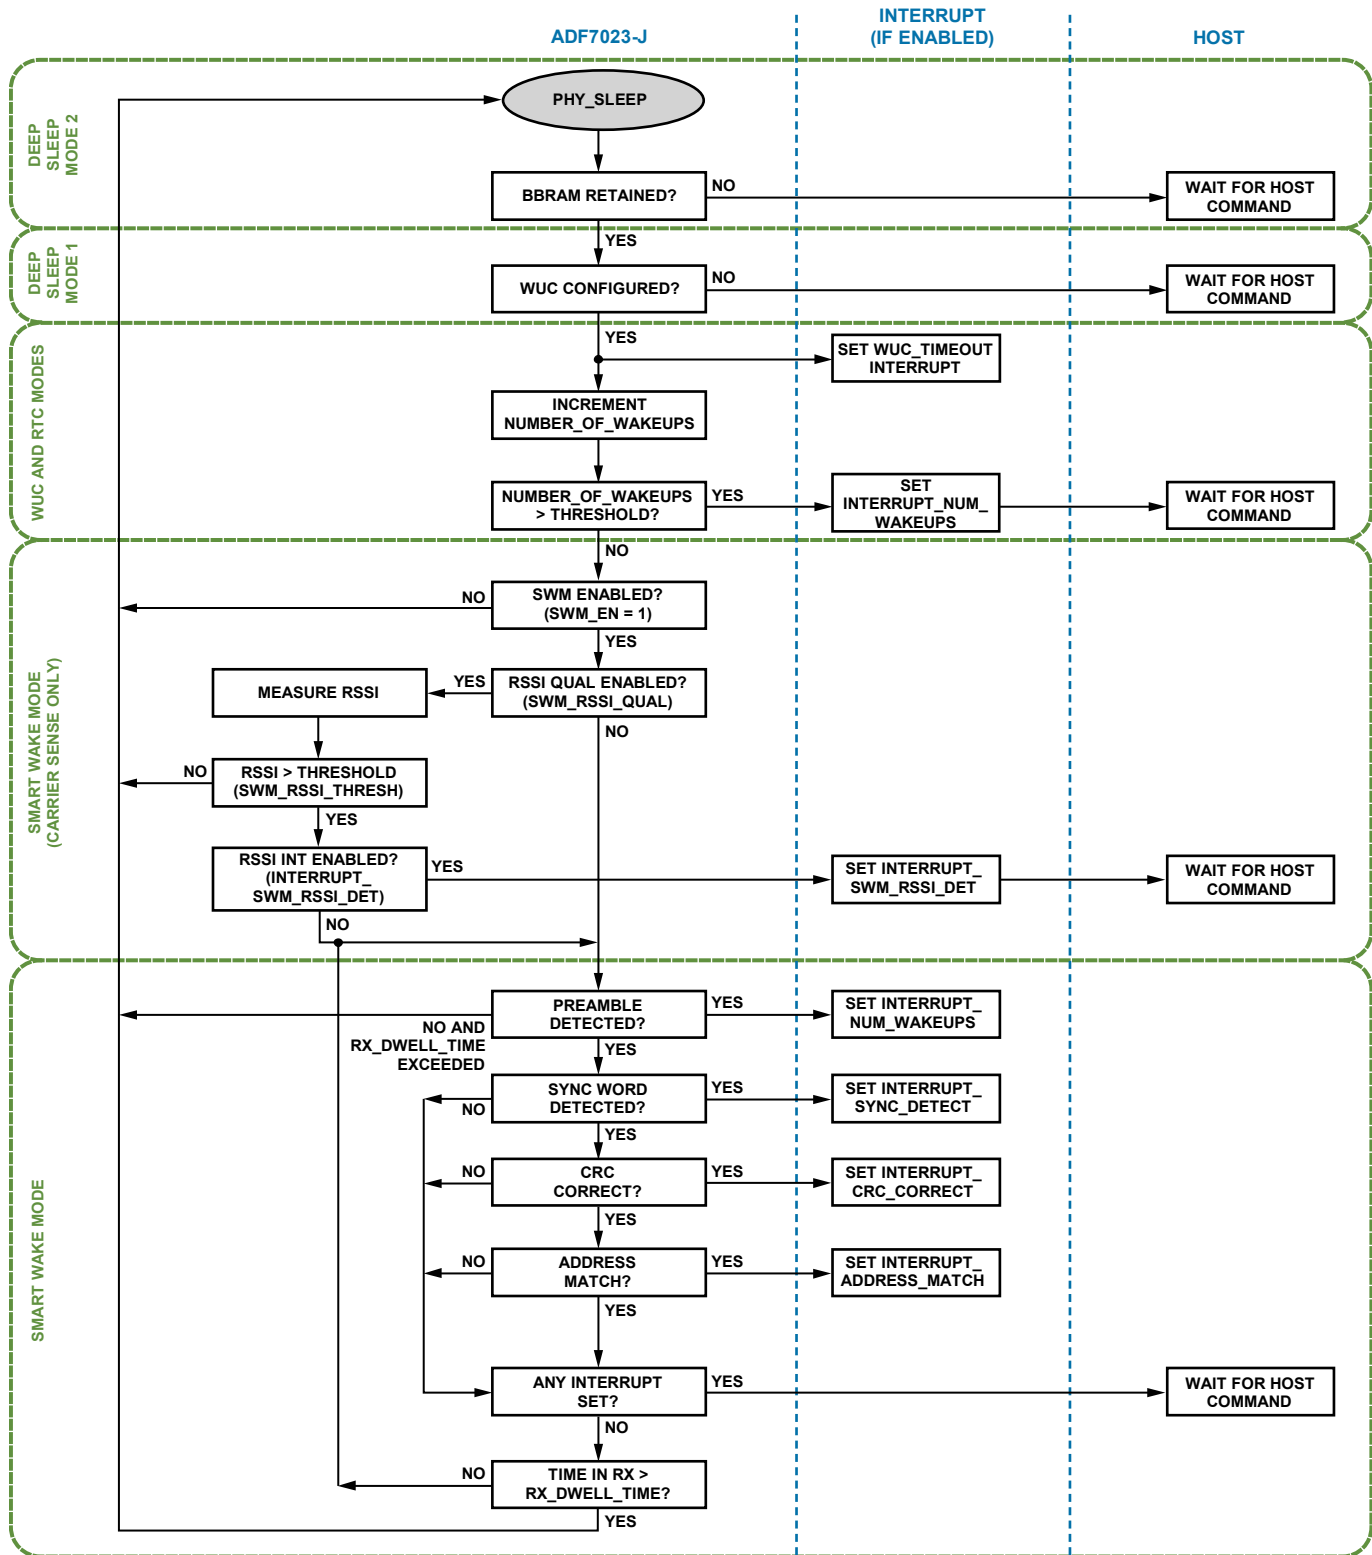 ADF7023-J
INTERRUPT
(IF ENABLED)
HOST
DEEP
SLEEP
MODE 2
PHY_SLEEP
BBRAM RETAINED?
NO
WAIT FOR HOST
COMMAND
YES
DEEP
SLEEP
MODE 1
WUC CONFIGURED?
NO
WAIT FOR HOST
COMMAND
WUC AND RTC MODES
YES
SET WUC_TIMEOUT
INTERRUPT
INCREMENT
NUMBER_OF_WAKEUPS
NUMBER_OF_WAKEUPS
> THRESHOLD?
YES
SET
INTERRUPT_NUM_
WAKEUPS
WAIT FOR HOST
COMMAND
NO
SMART WAKE MODE
(CARRIER SENSE ONLY)
SWM ENABLED?
(SWM_EN = 1)
NO
YES
RSSI QUAL ENABLED?
(SWM_RSSI_QUAL)
YES
MEASURE RSSI
NO
RSSI > THRESHOLD
(SWM_RSSI_THRESH)
NO
YES
RSSI INT ENABLED?
(INTERRUPT_
SWM_RSSI_DET)
YES
SET INTERRUPT_
SWM_RSSI_DET
WAIT FOR HOST
COMMAND
NO
SMART WAKE MODE
PREAMBLE
DETECTED?
YES
SET INTERRUPT_
NUM_WAKEUPS
NO AND
RX_DWELL_TIME
EXCEEDED
YES
SYNC WORD
DETECTED?
NO
YES
SET INTERRUPT_
SYNC_DETECT
YES
CRC
CORRECT?
NO
YES
SET INTERRUPT_
CRC_CORRECT
YES
ADDRESS
MATCH?
NO
YES
SET INTERRUPT_
ADDRESS_MATCH
YES
ANY INTERRUPT
SET?
YES
WAIT FOR HOST
COMMAND
NO
TIME IN RX >
RX_DWELL_TIME?
NO
YES